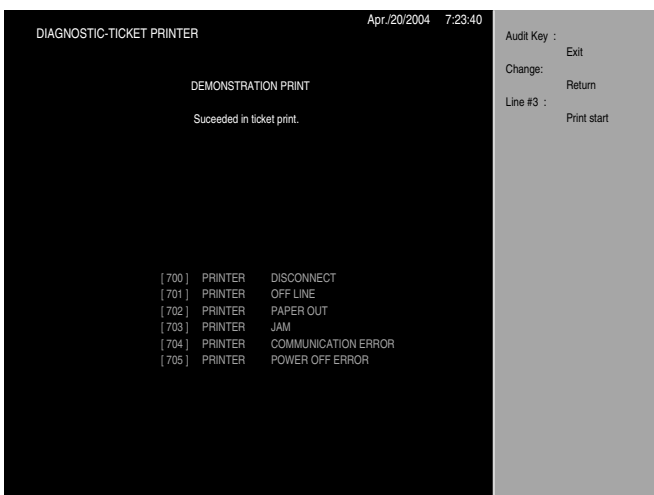 Apr./20/2004 7:23:40
DIAGNOSTIC-TICKET PRINTER
DEMONSTRATION PRINT
Suceeded in ticket print.
[ 700 ] PRINTER DISCONNECT
[ 701 ] PRINTER OFF LINE
[ 702 ] PRINTER PAPER OUT
[ 703 ] PRINTER JAM
[ 704 ] PRINTER COMMUNICATION ERROR
[ 705 ] PRINTER POWER OFF ERROR
Audit Key :
Exit
Change:
Return
Line #3 :
Print start